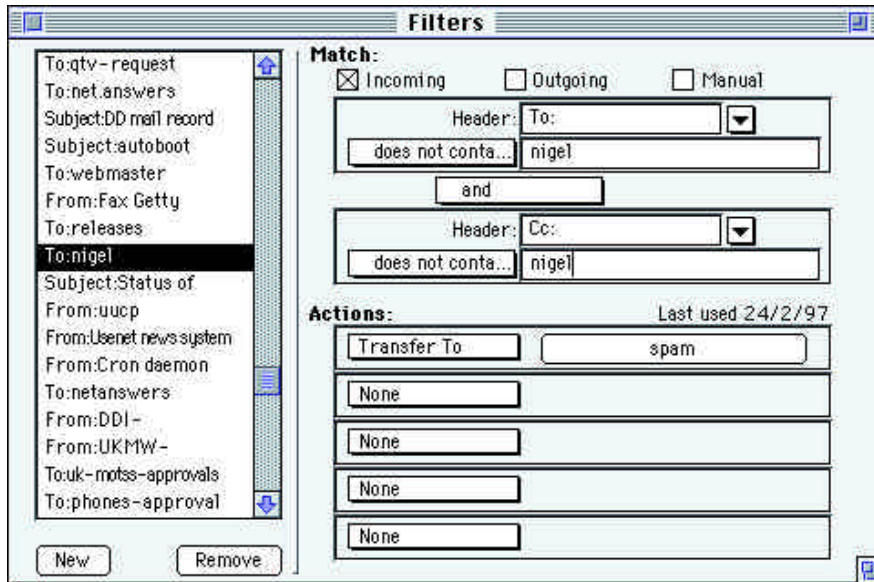 Filters
To:qtv-request
To:net.answers
Subject:DD mail record
Subject:autoboot
To:webmaster
From:Fax Getty
To:releases
To:nigel
Subject:Status of
From:uucp
From:Usenet news system
From:Cron daemon
To:netanswers
From:DDI-
From:UKMW-
To:uk-motss-approvals
To:phones-approval
New
Remove
Match:
Incoming Outgoing Manual
Header: To:
does not conta... nigel
and
Header: Cc:
does not conta... nigel
Actions: Last used 24/2/97
Transfer To spam
None
None
None
None